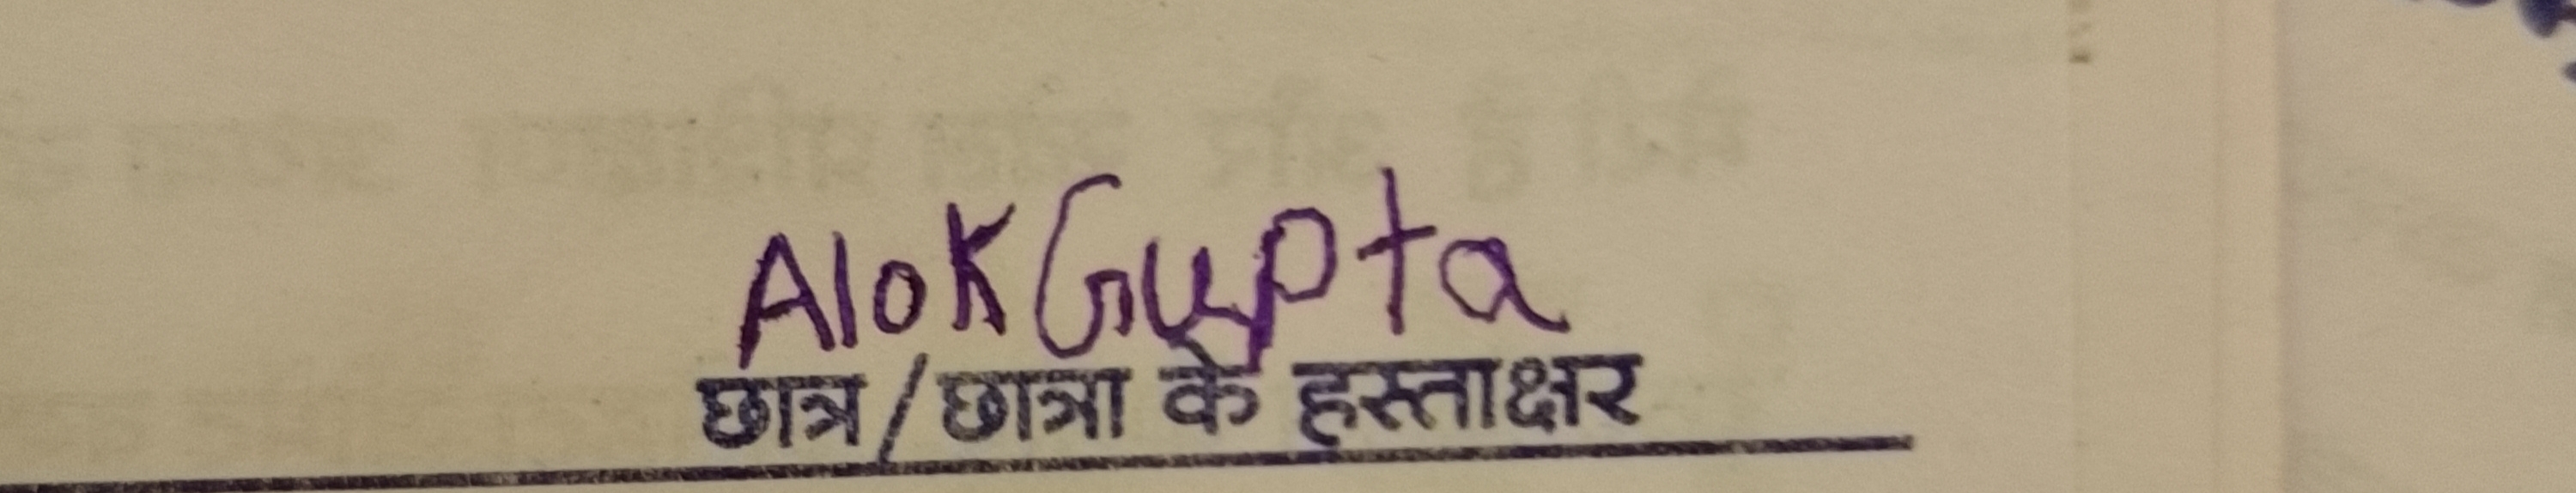 Alok Gupta
छात्र/छात्रा के हस्ताक्षर